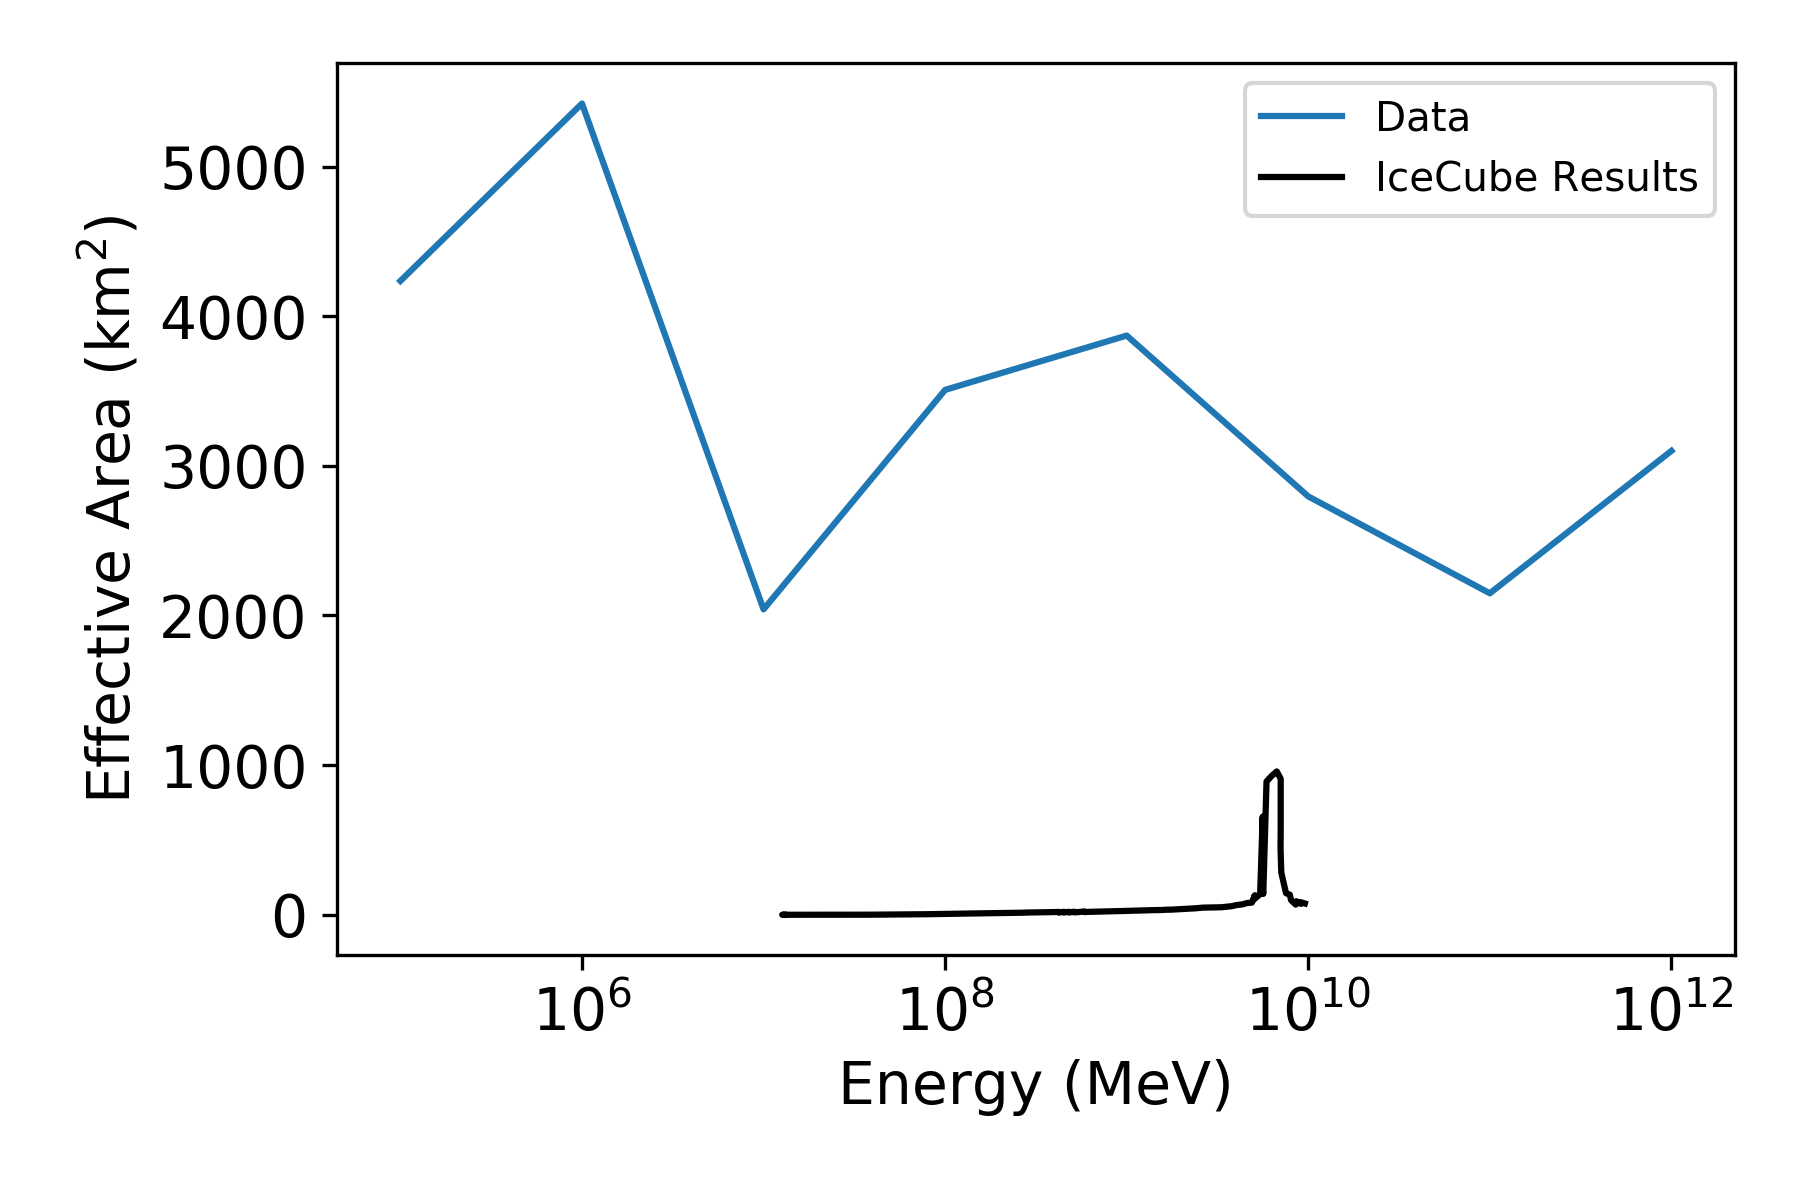 Data
IceCube Results
5000
4000
3000
2000
1000
0
Effective Area (km²)
10⁶
10⁸
10¹⁰
10¹²
Energy (MeV)